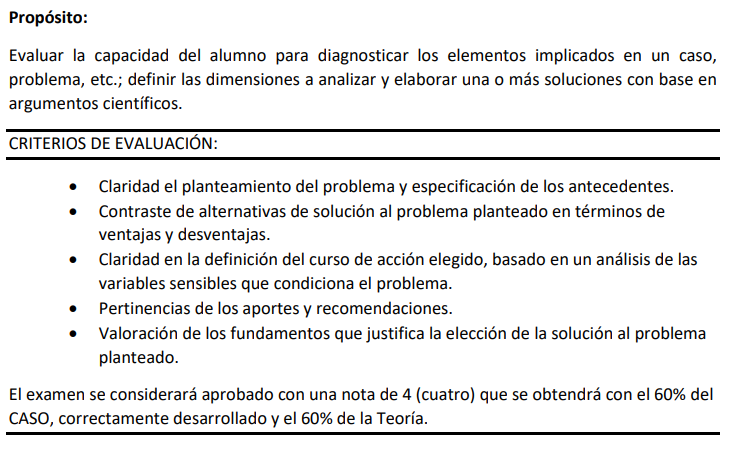 Propósito:
Evaluar la capacidad del alumno para diagnosticar los elementos implicados en un caso,
problema, etc.; definir las dimensiones a analizar y elaborar una o más soluciones con base en
argumentos científicos.
CRITERIOS DE EVALUACIÓN:
• Claridad el planteamiento del problema y especificación de los antecedentes.
• Contraste de alternativas de solución al problema planteado en términos de
ventajas y desventajas.
• Claridad en la definición del curso de acción elegido, basado en un análisis de las
variables sensibles que condiciona el problema.
• Pertinencias de los aportes y recomendaciones.
• Valoración de los fundamentos que justifica la elección de la solución al problema
planteado.
El examen se considerará aprobado con una nota de 4 (cuatro) que se obtendrá con el 60% del
CASO, correctamente desarrollado y el 60% de la Teoría.